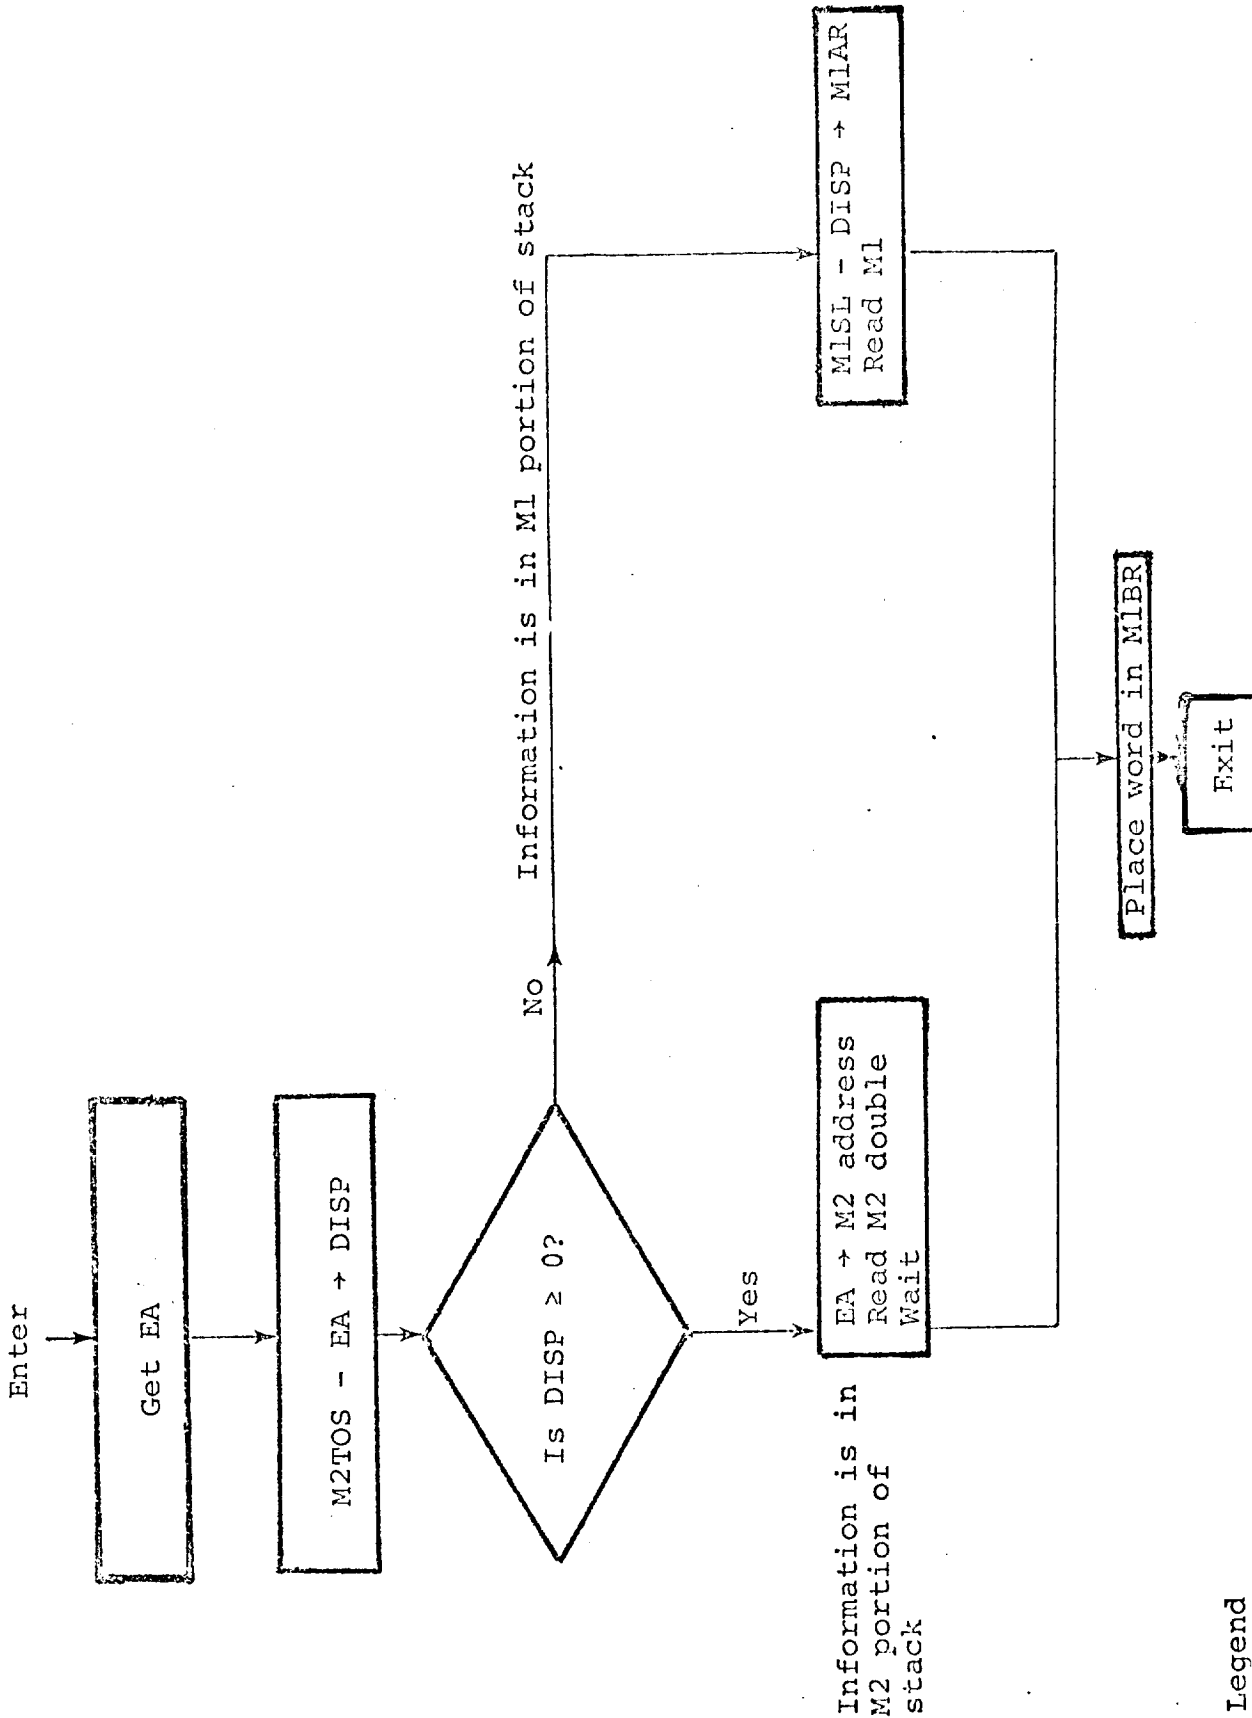 Enter
Get EA
M2TOS - EA → DISP
Is DISP ≥ 0?
No
Information is in M1 portion of stack
Yes
Information is in
M2 portion of
stack
EA → M2 address
Read M2 double
Wait
M1SL - DISP → M1AR
Read M1
Place word in M1BR
Exit
Legend